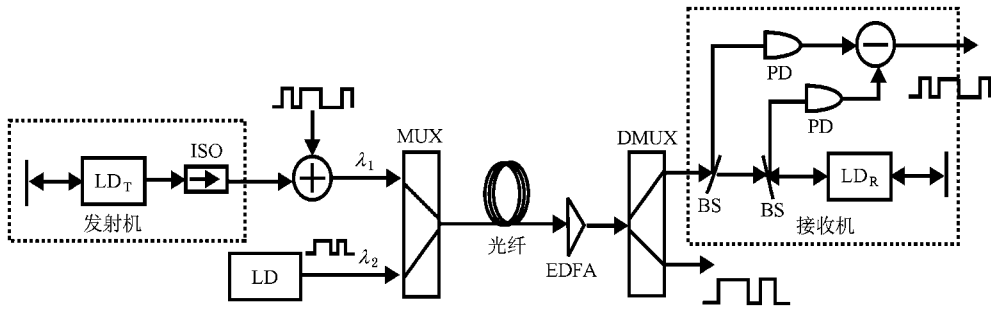 PD
PD
ISO
MUX
DMUX
λ₁
LD_T
LD_R
BS
BS
发射机
接收机
光纤
λ₂
LD
EDFA